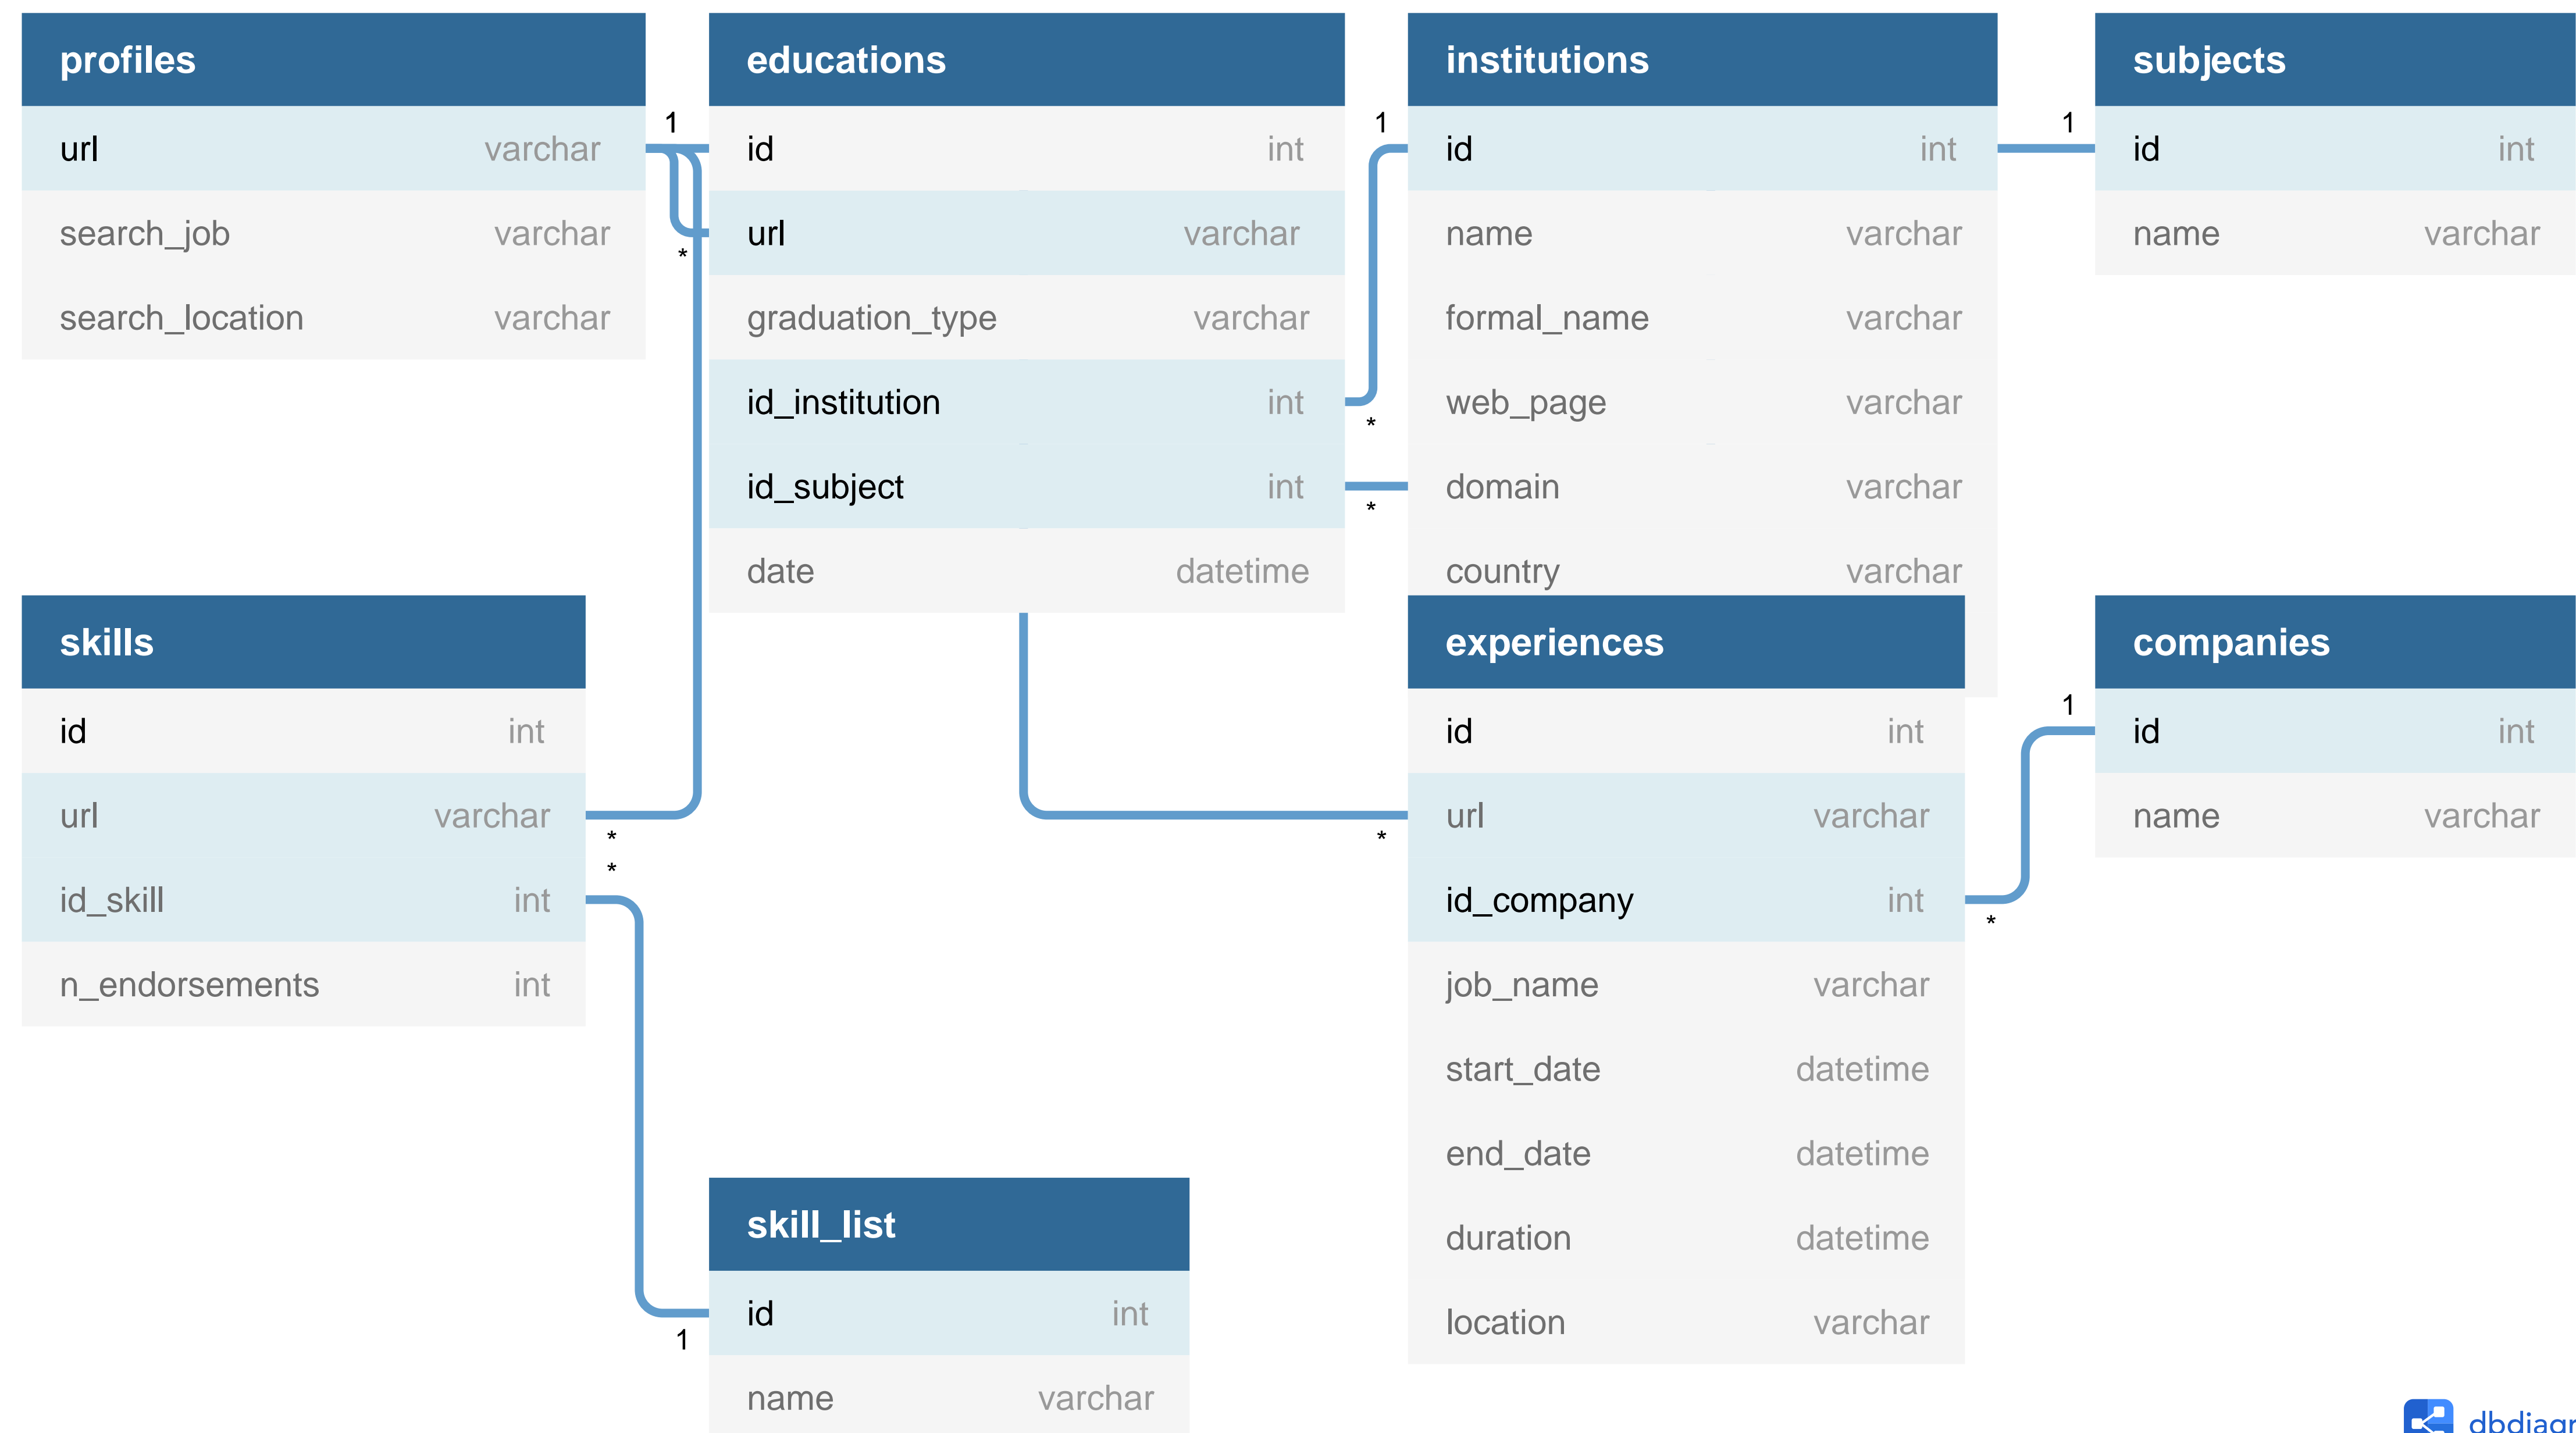 profiles
url varchar
search_job varchar
search_location varchar
1
*
educations
id int
url varchar
graduation_type varchar
id_institution int
id_subject int
date datetime
1
*
*
institutions
id int
name varchar
formal_name varchar
web_page varchar
domain varchar
country varchar
1
subjects
id int
name varchar
skills
id int
url varchar
id_skill int
n_endorsements int
*
*
1
skill_list
id int
name varchar
*
experiences
id int
url varchar
id_company int
job_name varchar
start_date datetime
end_date datetime
duration datetime
location varchar
1
*
companies
id int
name varchar
dbdiagr